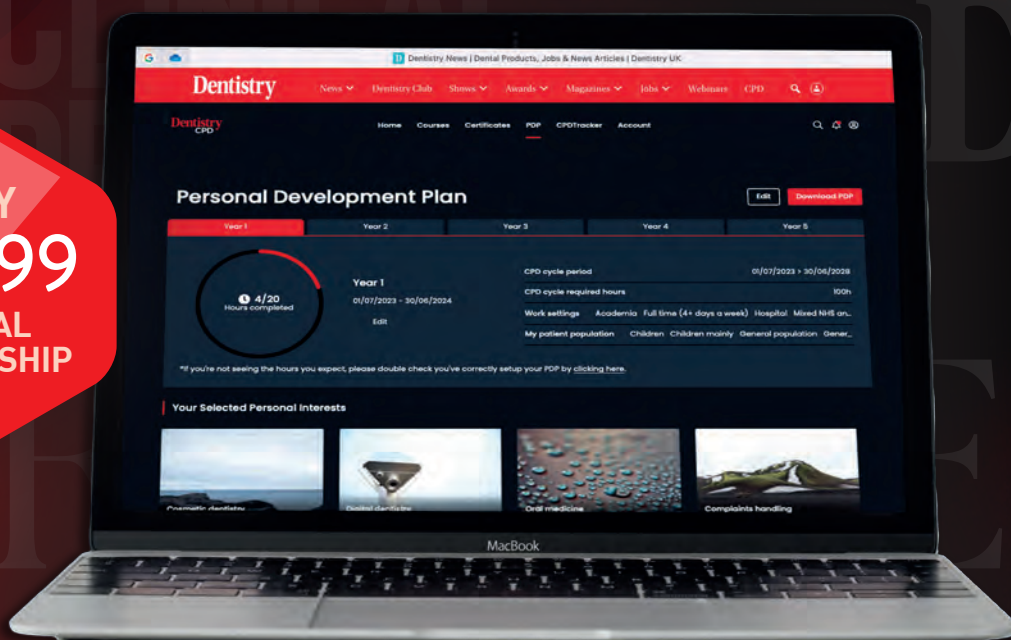 Dentistry News | Dental Products, Jobs & News Articles | Dentistry UK
Dentistry News Dentistry Club Shows Awards Magazines Jobs Webinars CPD
Dentistry
CPD
Home Courses Certificates PDP CPDTracker Account
Personal Development Plan
Edit Download PDP
Year 1 Year 2 Year 3 Year 4 Year 5
4/20
Hours completed
Year 1
01/07/2023 - 30/06/2024
Edit
CPD cycle period 01/07/2023 > 30/06/2028
CPD cycle required hours 100h
Work settings Academia Full time (4+ days a week) Hospital Mixed NHS an...
My patient population Children Children mainly General population Gener...
*If you're not seeing the hours you expect, please double check you've correctly setup your PDP by clicking here.
Your Selected Personal Interests
Cosmetic dentistry Digital dentistry Oral medicine Complaints handling
MacBook
Y
99
AL
SHIP